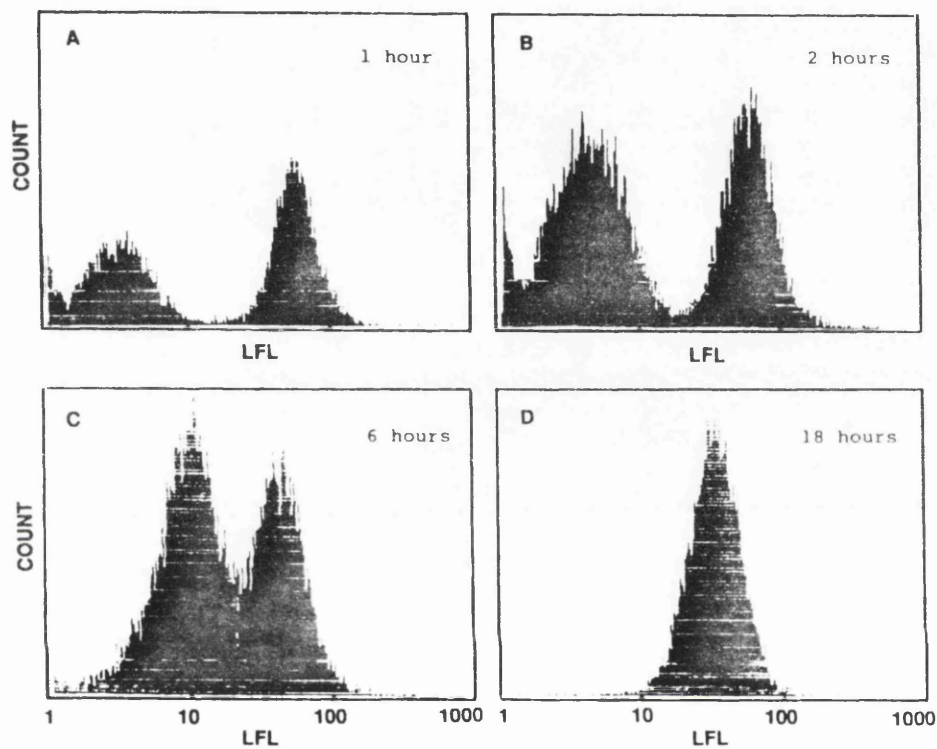 A
1 hour
COUNT
LFL
B
2 hours
LFL
C
6 hours
COUNT
1 10 100 1000
LFL
D
18 hours
1 10 100 1000
LFL